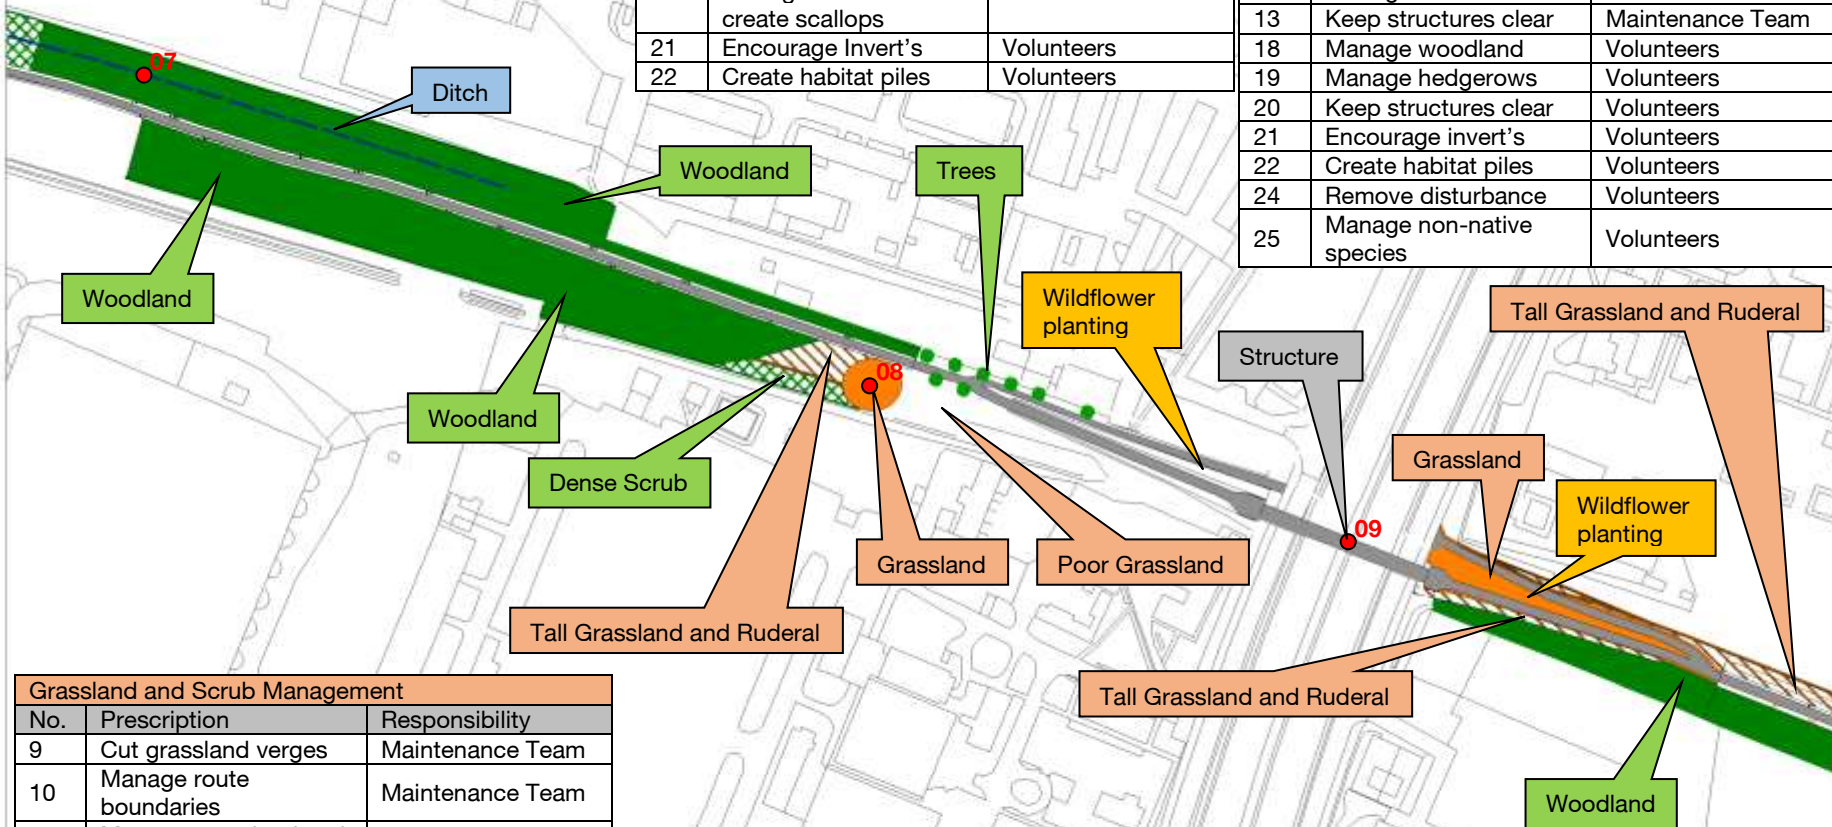 create scallops
21 Encourage Invert's Volunteers
22 Create habitat piles Volunteers
13 Keep structures clear Maintenance Team
18 Manage woodland Volunteers
19 Manage hedgerows Volunteers
20 Keep structures clear Volunteers
21 Encourage invert's Volunteers
22 Create habitat piles Volunteers
24 Remove disturbance Volunteers
25 Manage non-native
species Volunteers
07
Ditch
Woodland
Trees
Woodland
Wildflower
planting
Tall Grassland and Ruderal
Structure
08
Woodland
Dense Scrub
Grassland
Wildflower
planting
09
Grassland
Poor Grassland
Tall Grassland and Ruderal
Tall Grassland and Ruderal
Woodland
Grassland and Scrub Management
No. Prescription Responsibility
9 Cut grassland verges Maintenance Team
10 Manage route
boundaries Maintenance Team